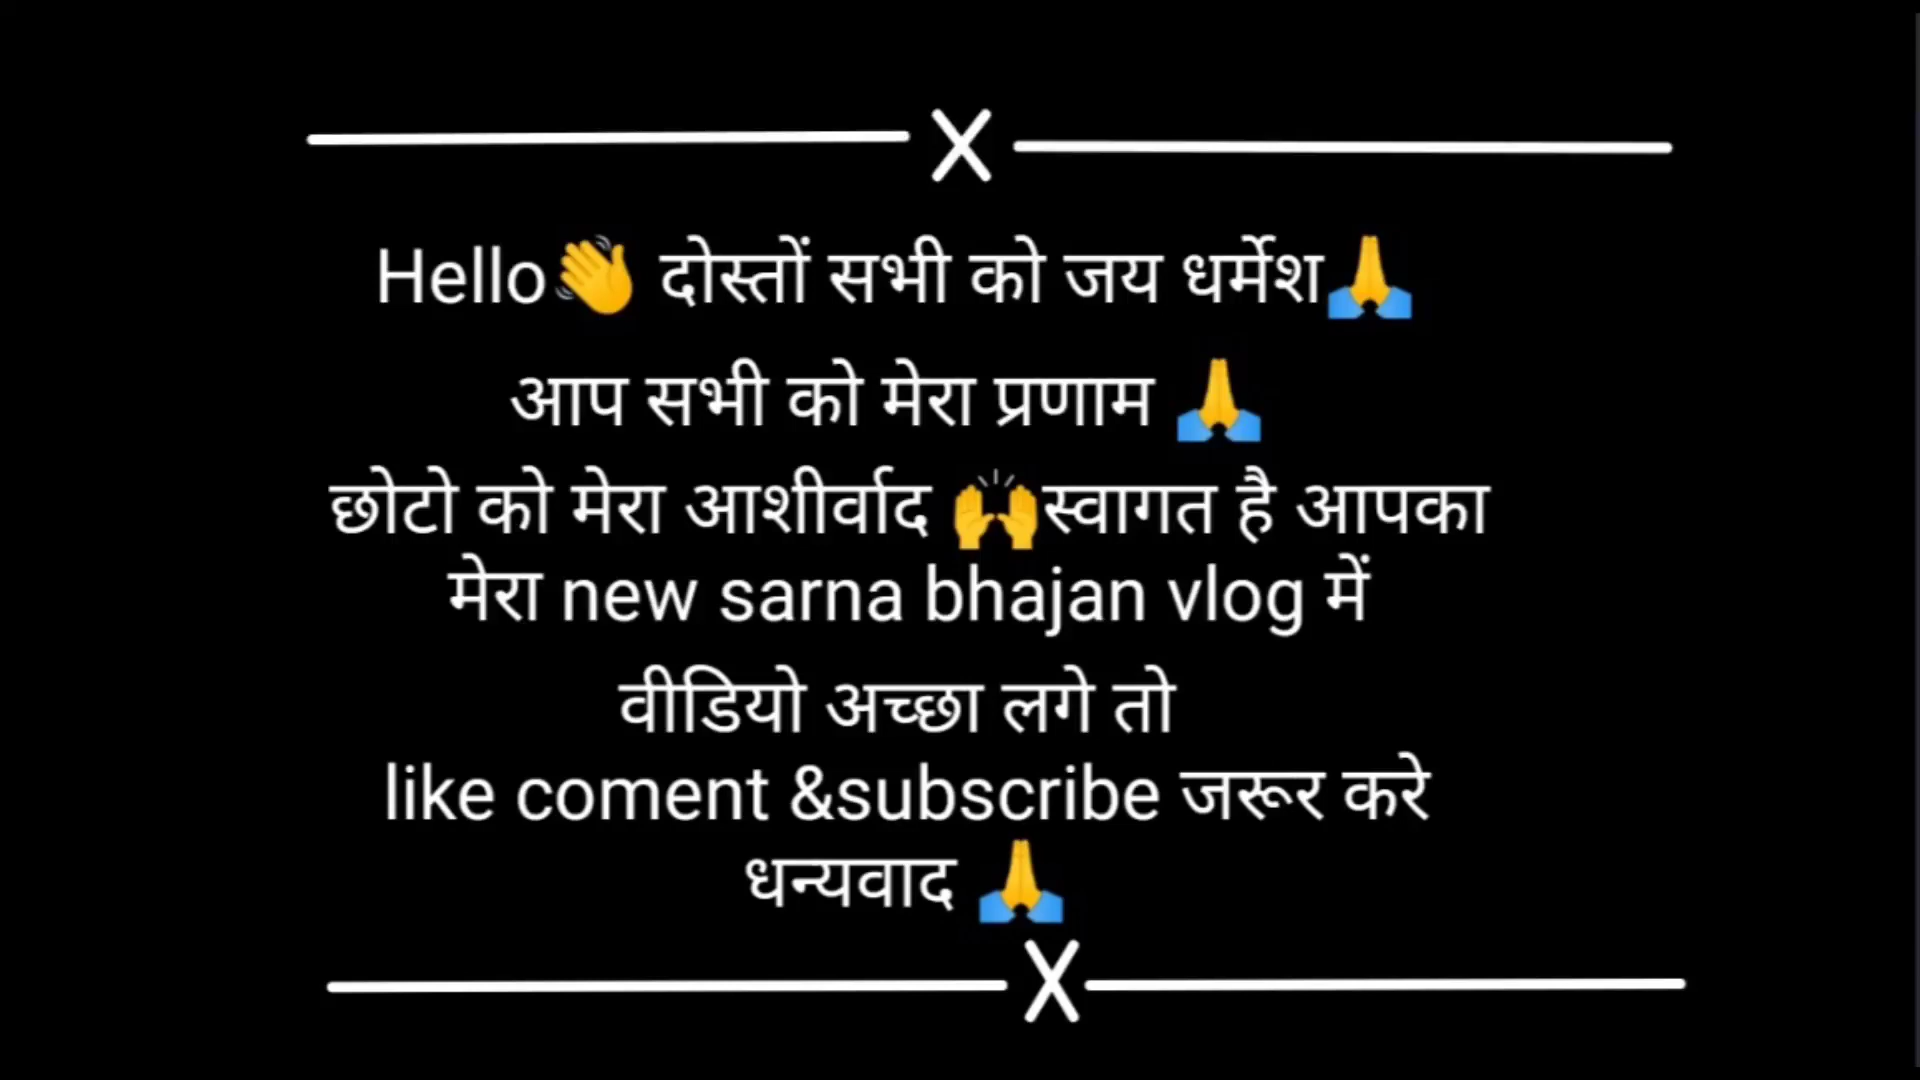 Hello👋 दोस्तों सभी को जय धर्मेश🙏
आप सभी को मेरा प्रणाम 🙏
छोटो को मेरा आशीर्वाद 🙌स्वागत है आपका
मेरा new sarna bhajan vlog में
वीडियो अच्छा लगे तो
like coment &subscribe जरूर करे
धन्यवाद 🙏